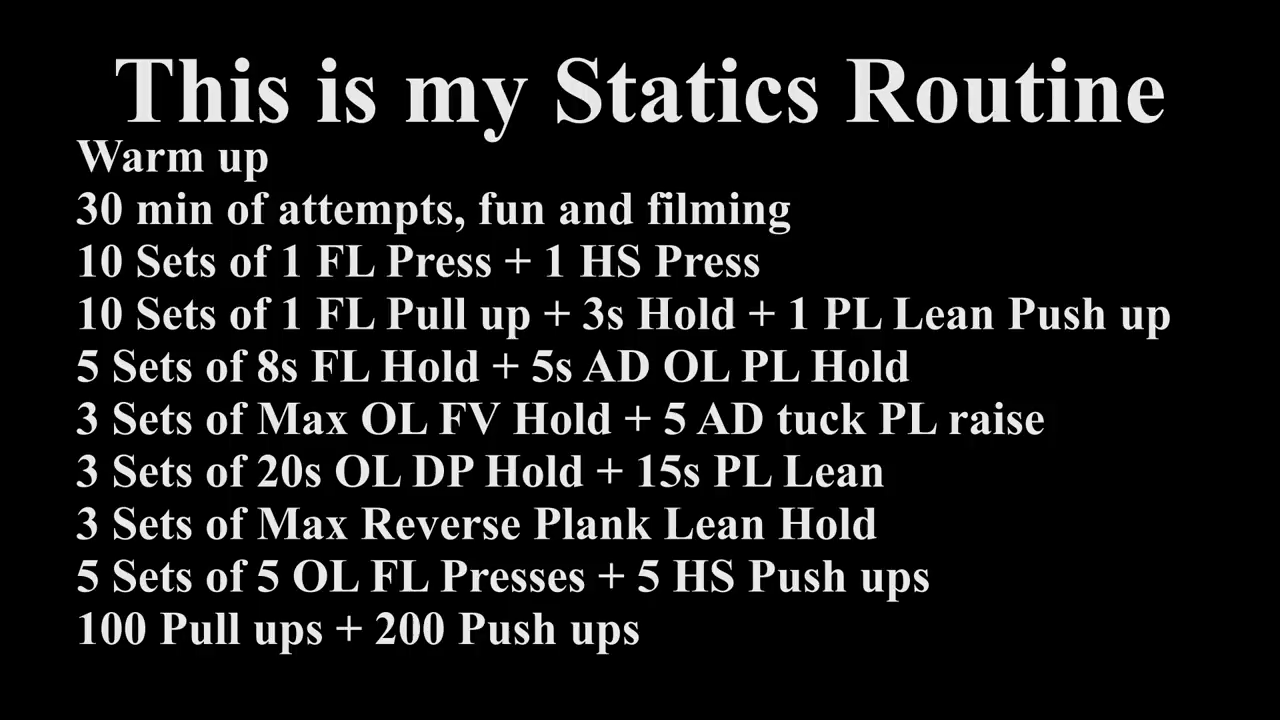 This is my Statics Routine
Warm up
30 min of attempts, fun and filming
10 Sets of 1 FL Press + 1 HS Press
10 Sets of 1 FL Pull up + 3s Hold + 1 PL Lean Push up
5 Sets of 8s FL Hold + 5s AD OL PL Hold
3 Sets of Max OL FV Hold + 5 AD tuck PL raise
3 Sets of 20s OL DP Hold + 15s PL Lean
3 Sets of Max Reverse Plank Lean Hold
5 Sets of 5 OL FL Presses + 5 HS Push ups
100 Pull ups + 200 Push ups